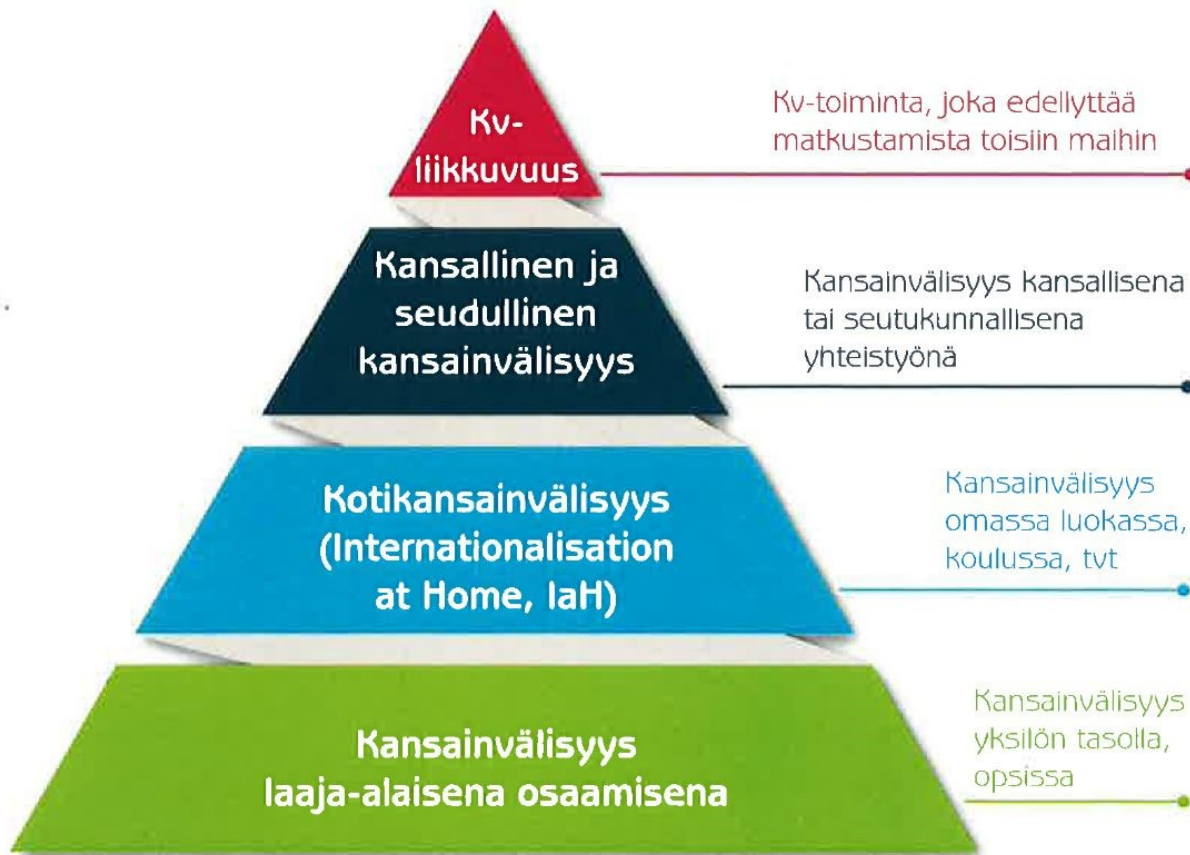 Kv-
liikkuvuus
Kv-toiminta, joka edellyttää
matkustamista toisiin maihin
Kansallinen ja
seudullinen
kansainvälisyys
Kansainvälisyys kansallisena
tai seutukunnallisena
yhteistyönä
Kotikansainvälisyys
(Internationalisation
at Home, IaH)
Kansainvälisyys
omassa luokassa,
koulussa, tvt
Kansainvälisyys
laaja-alaisena osaamisena
Kansainvälisyys
yksilön tasolla,
opsissa